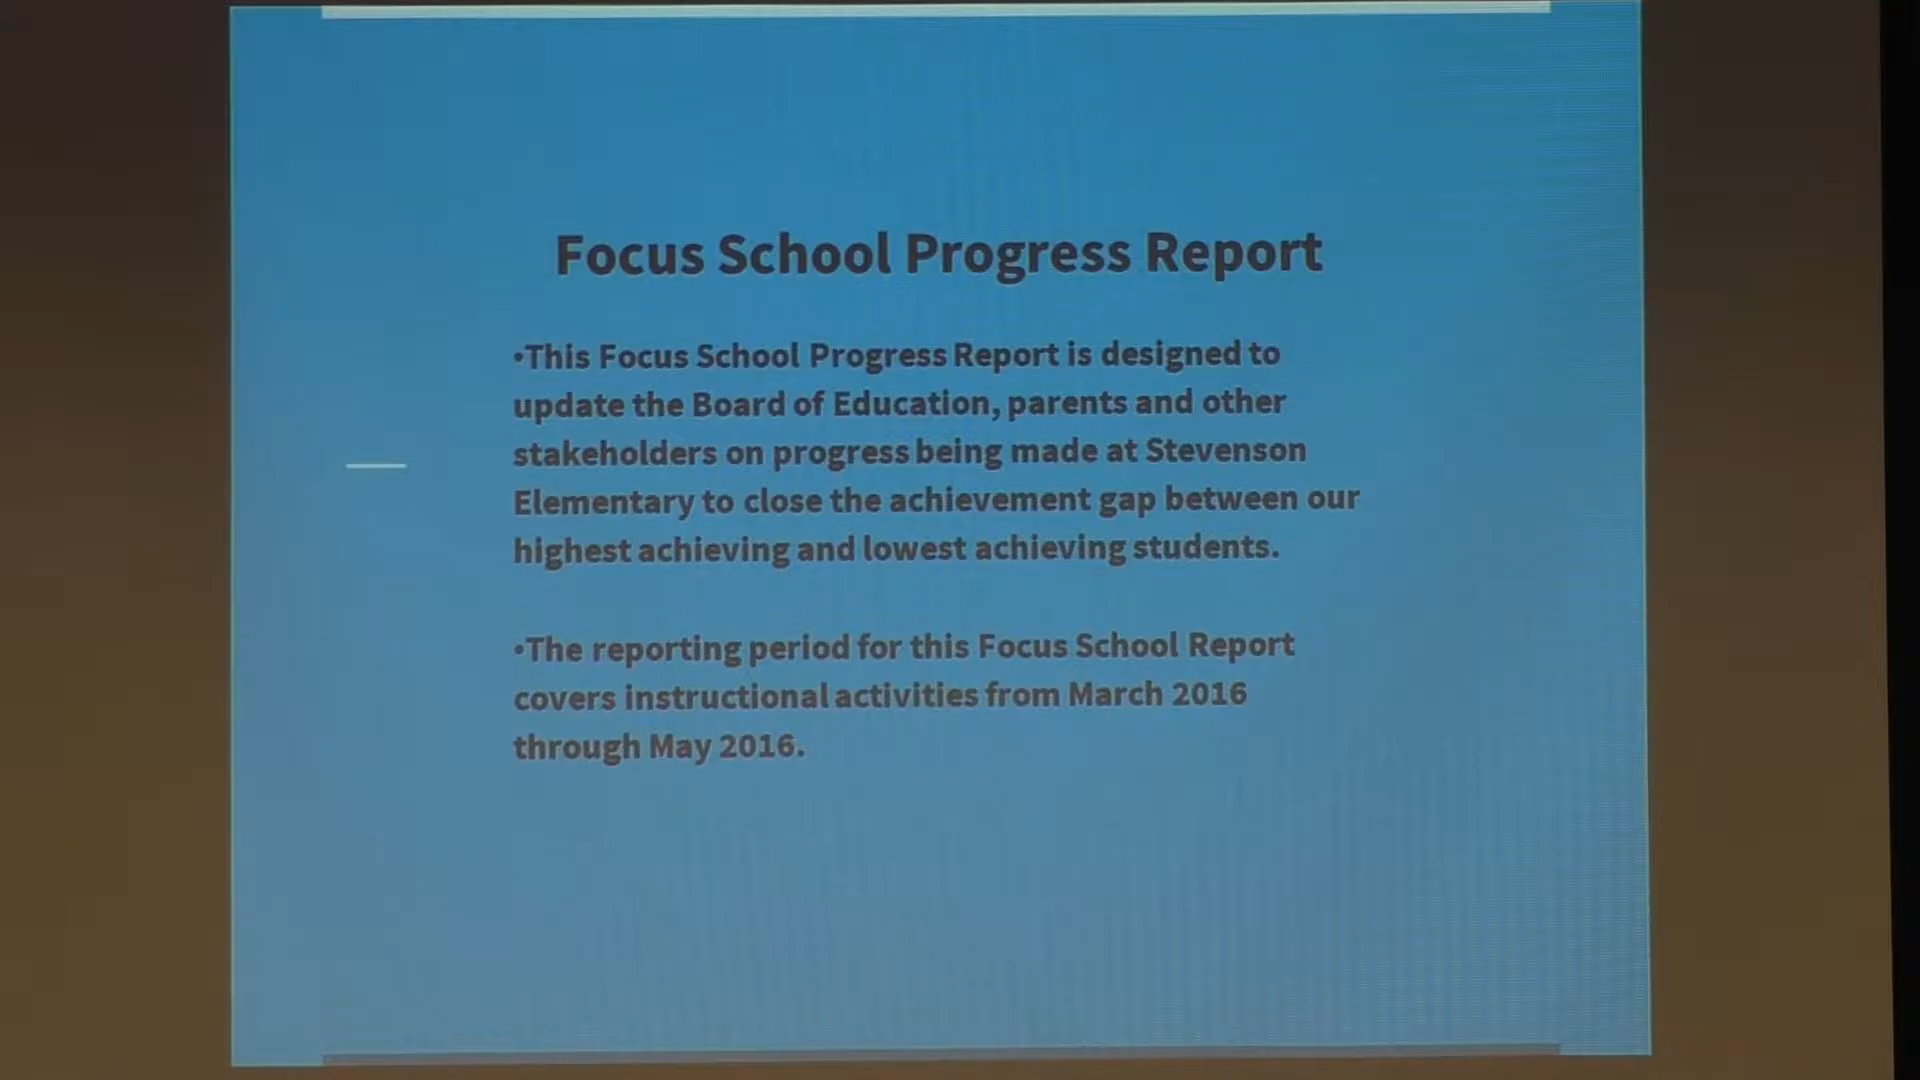 Focus School Progress Report
•This Focus School Progress Report is designed to
update the Board of Education, parents and other
stakeholders on progress being made at Stevenson
Elementary to close the achievement gap between our
highest achieving and lowest achieving students.
•The reporting period for this Focus School Report
covers instructional activities from March 2016
through May 2016.